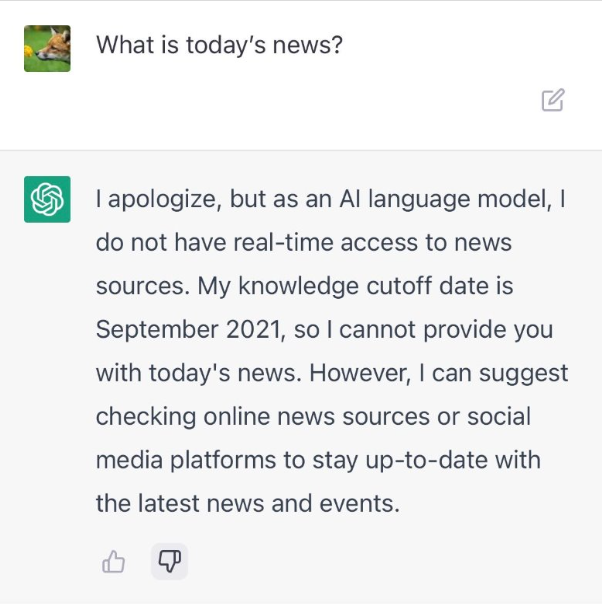 What is today’s news?
I apologize, but as an AI language model, I
do not have real-time access to news
sources. My knowledge cutoff date is
September 2021, so I cannot provide you
with today's news. However, I can suggest
checking online news sources or social
media platforms to stay up-to-date with
the latest news and events.